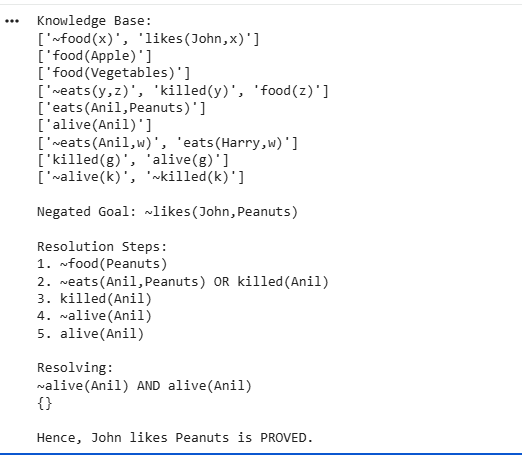 ••• Knowledge Base:
['~food(x)', 'likes(John,x)']
['food(Apple)']
['food(Vegetables)']
['~eats(y,z)', 'killed(y)', 'food(z)']
['eats(Anil,Peanuts)']
['alive(Anil)']
['~eats(Anil,w)', 'eats(Harry,w)']
['killed(g)', 'alive(g)']
['~alive(k)', '~killed(k)']

Negated Goal: ~likes(John,Peanuts)

Resolution Steps:
1. ~food(Peanuts)
2. ~eats(Anil,Peanuts) OR killed(Anil)
3. killed(Anil)
4. ~alive(Anil)
5. alive(Anil)

Resolving:
~alive(Anil) AND alive(Anil)
{}

Hence, John likes Peanuts is PROVED.